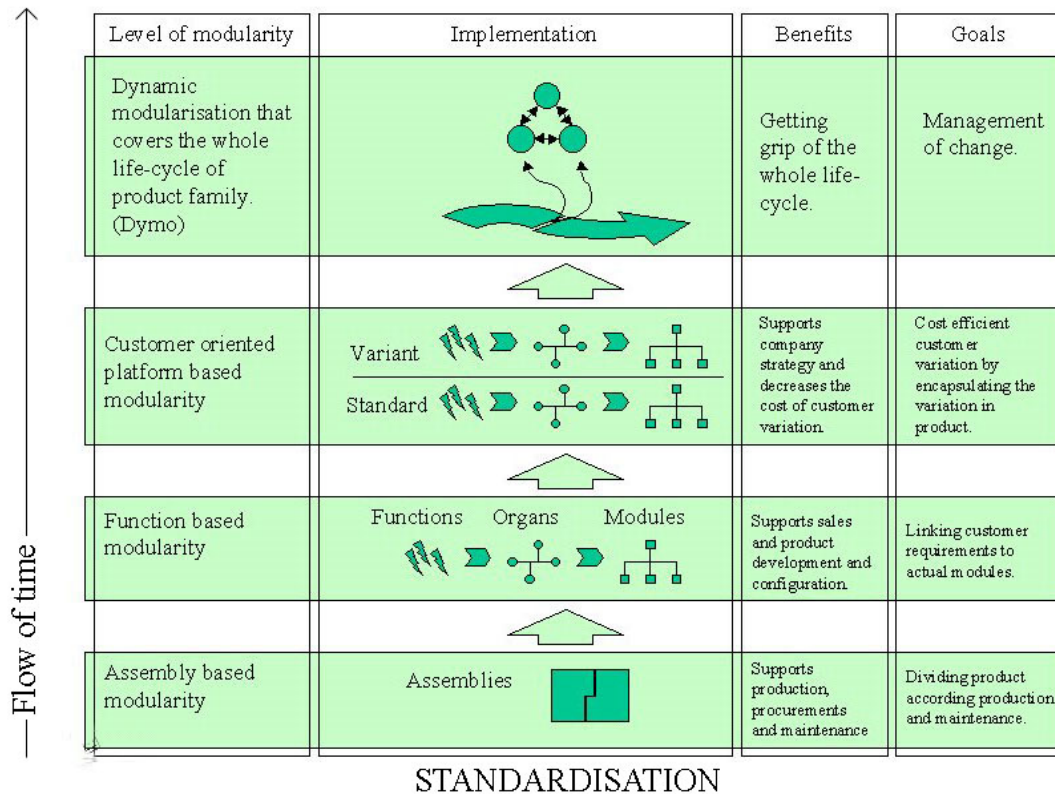 Level of modularity
Implementation
Benefits
Goals
Dynamic
modularisation that
covers the whole
life-cycle of
product family.
(Dymo)
Getting
grip of the
whole life-
cycle.
Management
of change.
Customer oriented
platform based
modularity
Variant
Standard
Supports
company
strategy and
decreases the
cost of customer
variation.
Cost efficient
customer
variation by
encapsulating the
variation in
product.
Function based
modularity
Functions
Organs
Modules
Supports sales
and product
development and
configuration.
Linking customer
requirements to
actual modules.
Assembly based
modularity
Assemblies
Supports
production,
procurements
and maintenance
Dividing product
according production
and maintenance.
Flow of time
STANDARDISATION